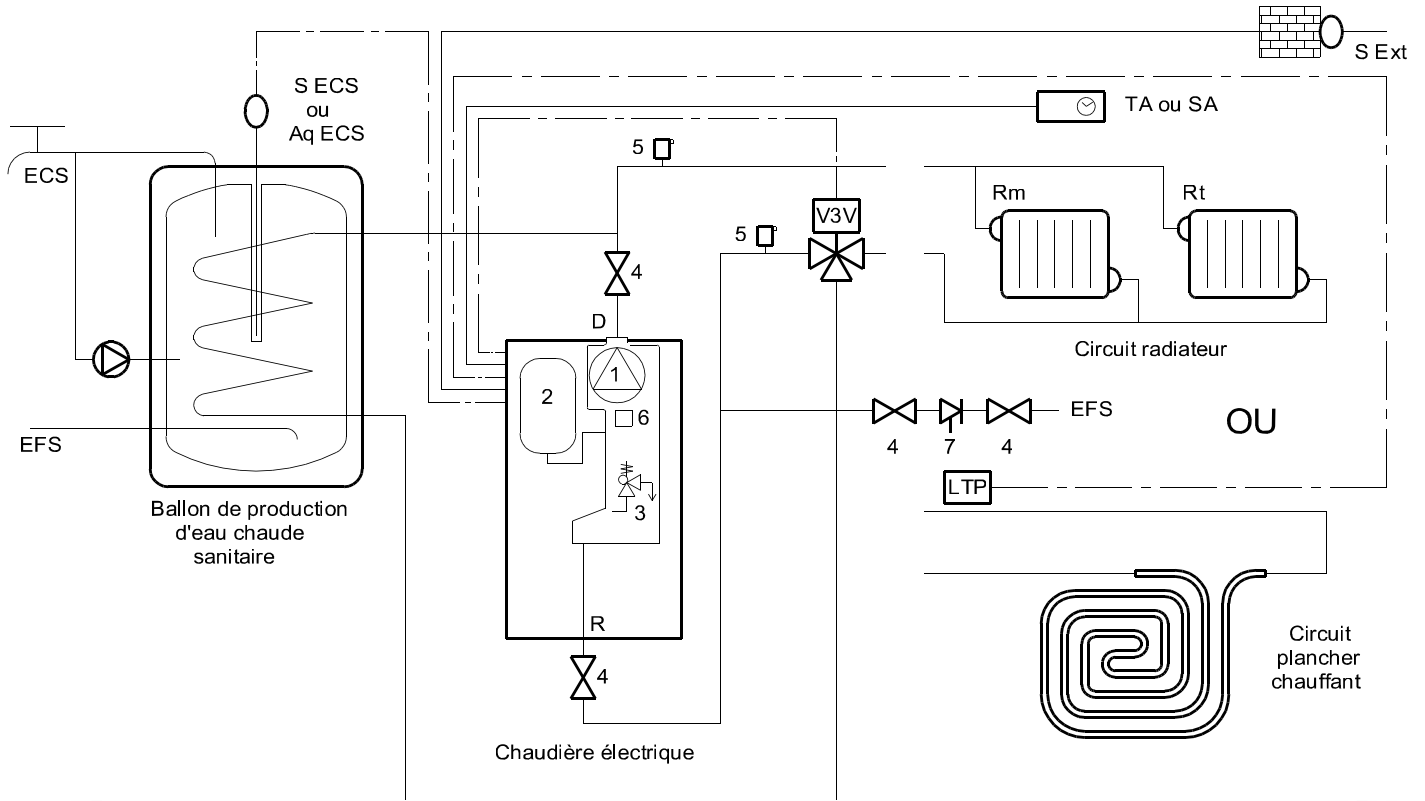 S Ext
S ECS
ou
Aq ECS
TA ou SA
5
ECS
Rm
Rt
V3V
5
4
D
Circuit radiateur
1
2
6
EFS
OU
EFS
4
7
4
LTP
3
Ballon de production
d'eau chaude
sanitaire
R
Circuit
plancher
chauffant
4
Chaudière électrique